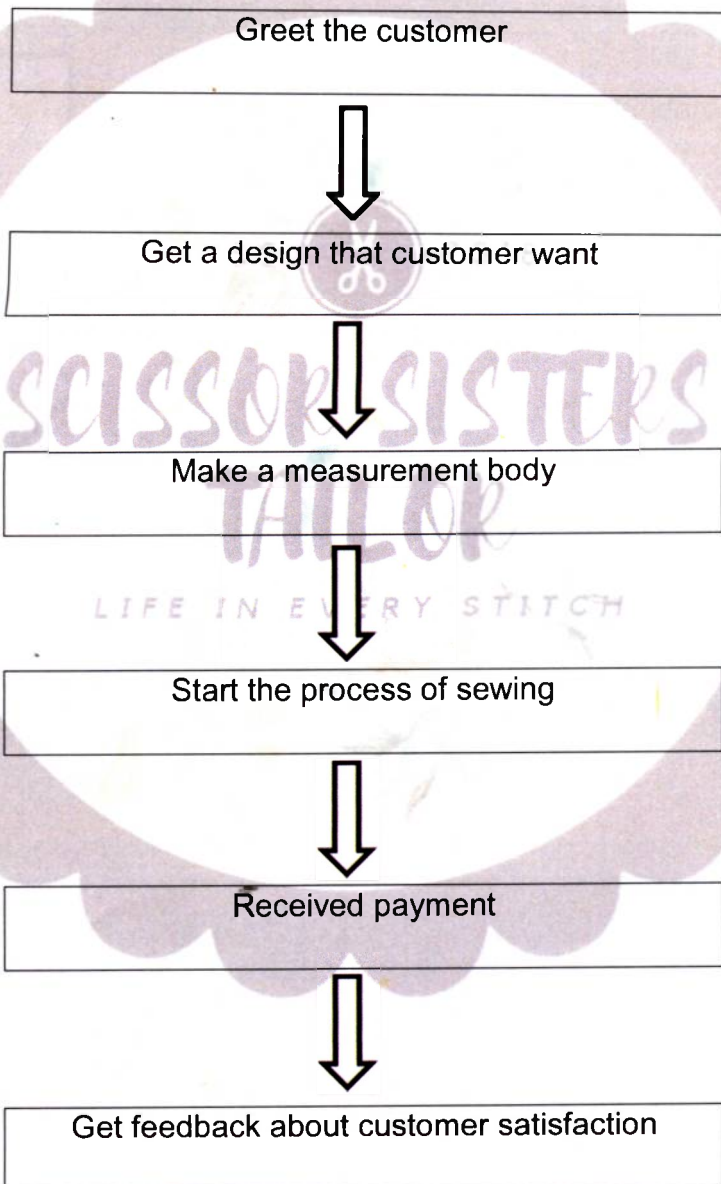 Greet the customer
Get a design that customer want
SCISSOR SISTERS
Make a measurement body
TAILOR
LIFE IN EVERY STITCH
Start the process of sewing
Received payment
Get feedback about customer satisfaction